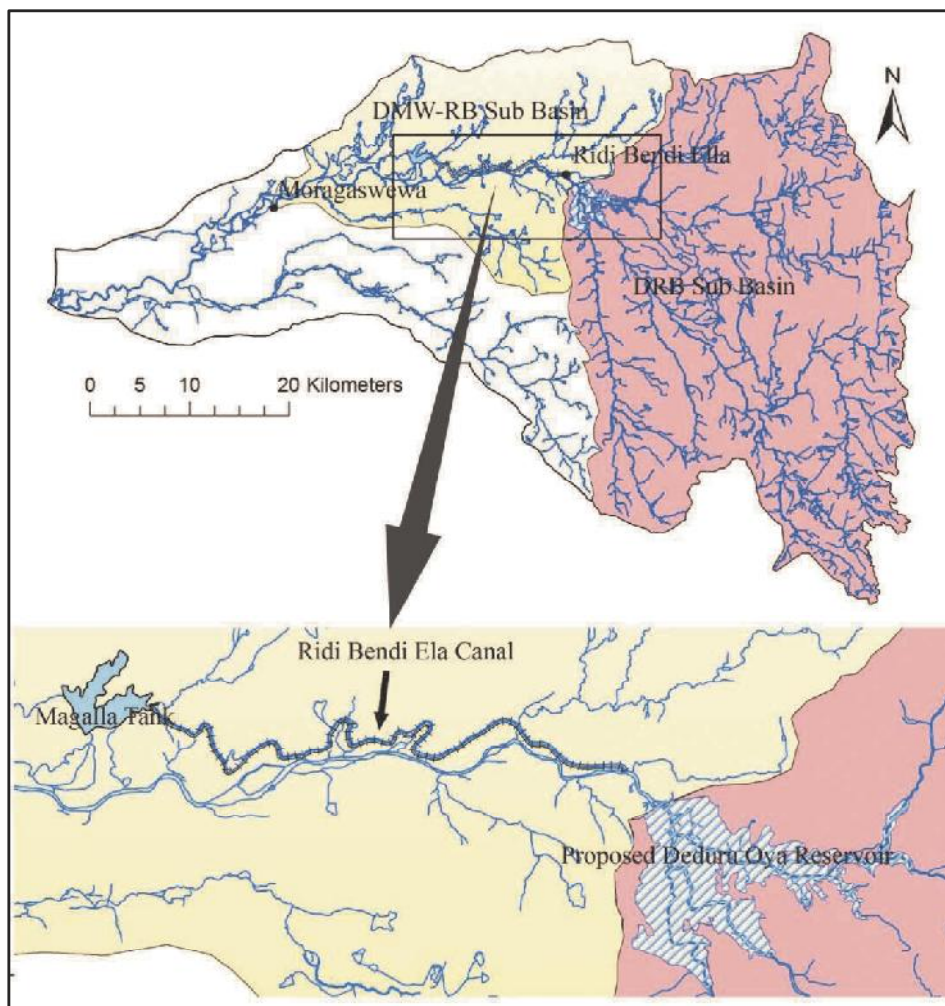 N
DMW-RB Sub Basin
Ridi Bendi Ella
Moragaswewa
DRB Sub Basin
0 5 10 20 Kilometers
Ridi Bendi Ela Canal
Magalla Tank
Proposed Deduru Oya Reservoir